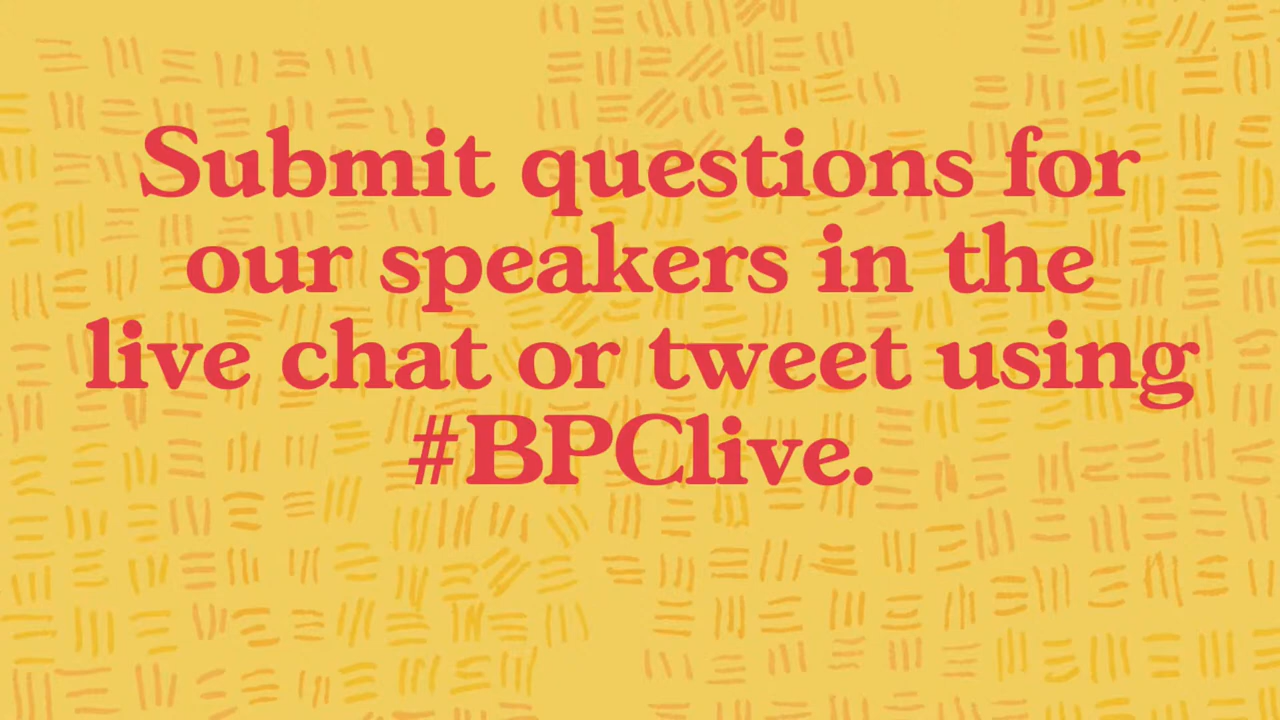 Submit questions for
our speakers in the
live chat or tweet using
#BPClive.